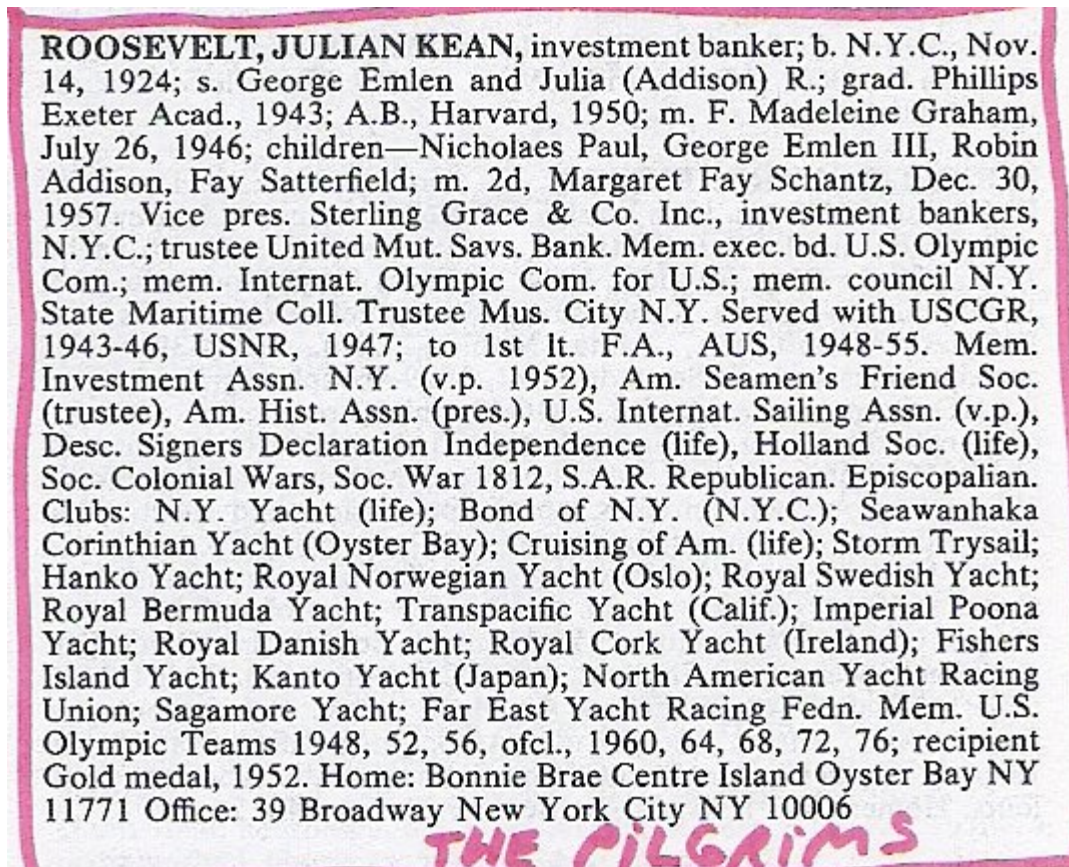 ROOSEVELT, JULIAN KEAN, investment banker; b. N.Y.C., Nov.
14, 1924; s. George Emlen and Julia (Addison) R.; grad. Phillips
Exeter Acad., 1943; A.B., Harvard, 1950; m. F. Madeleine Graham,
July 26, 1946; children—Nicholaes Paul, George Emlen III, Robin
Addison, Fay Satterfield; m. 2d, Margaret Fay Schantz, Dec. 30,
1957. Vice pres. Sterling Grace & Co. Inc., investment bankers,
N.Y.C.; trustee United Mut. Savs. Bank. Mem. exec. bd. U.S. Olympic
Com.; mem. Internat. Olympic Com. for U.S.; mem. council N.Y.
State Maritime Coll. Trustee Mus. City N.Y. Served with USCGR,
1943-46, USNR, 1947; to 1st lt. F.A., AUS, 1948-55. Mem.
Investment Assn. N.Y. (v.p. 1952), Am. Seamen's Friend Soc.
(trustee), Am. Hist. Assn. (pres.), U.S. Internat. Sailing Assn. (v.p.),
Desc. Signers Declaration Independence (life), Holland Soc. (life),
Soc. Colonial Wars, Soc. War 1812, S.A.R. Republican. Episcopalian.
Clubs: N.Y. Yacht (life); Bond of N.Y. (N.Y.C.); Seawanhaka
Corinthian Yacht (Oyster Bay); Cruising of Am. (life); Storm Trysail;
Hanko Yacht; Royal Norwegian Yacht (Oslo); Royal Swedish Yacht;
Royal Bermuda Yacht; Transpacific Yacht (Calif.); Imperial Poona
Yacht; Royal Danish Yacht; Royal Cork Yacht (Ireland); Fishers
Island Yacht; Kanto Yacht (Japan); North American Yacht Racing
Union; Sagamore Yacht; Far East Yacht Racing Fedn. Mem. U.S.
Olympic Teams 1948, 52, 56, ofcl., 1960, 64, 68, 72, 76; recipient
Gold medal, 1952. Home: Bonnie Brae Centre Island Oyster Bay NY
11771 Office: 39 Broadway New York City NY 10006
THE PILGRIMS